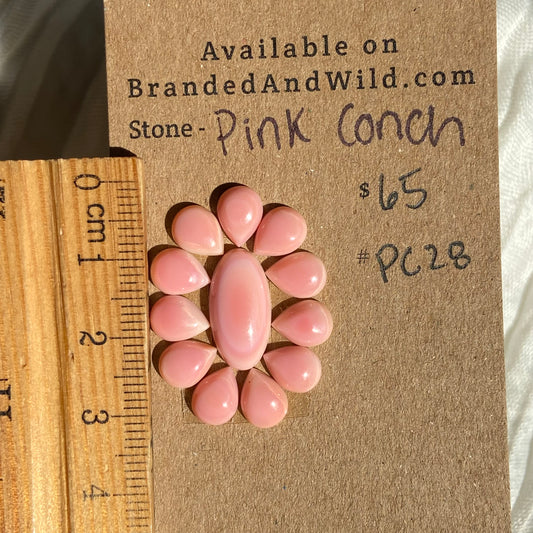 Available on
BrandedAndWild.com
Stone - Pink Conch
$ 65
# PC28
0
cm
1
2
3
4